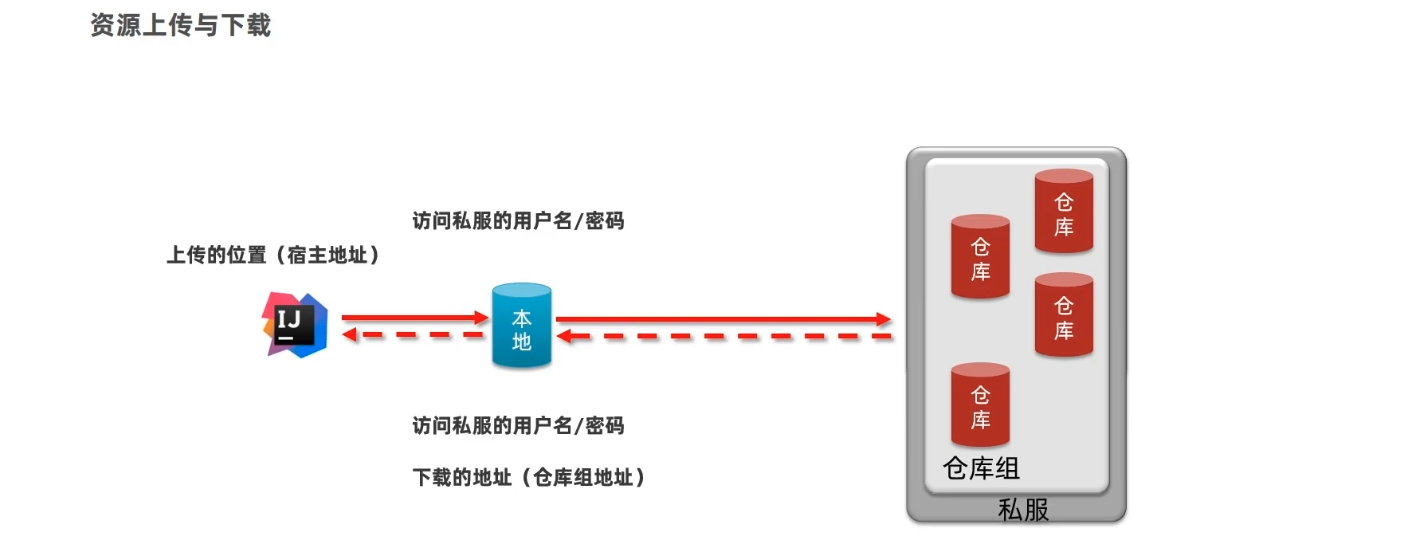 资源上传与下载
访问私服的用户名/密码
上传的位置（宿主地址）
IJ
本
地
仓
库
仓
库
仓
库
仓
库
仓库组
私服
访问私服的用户名/密码
下载的地址（仓库组地址）